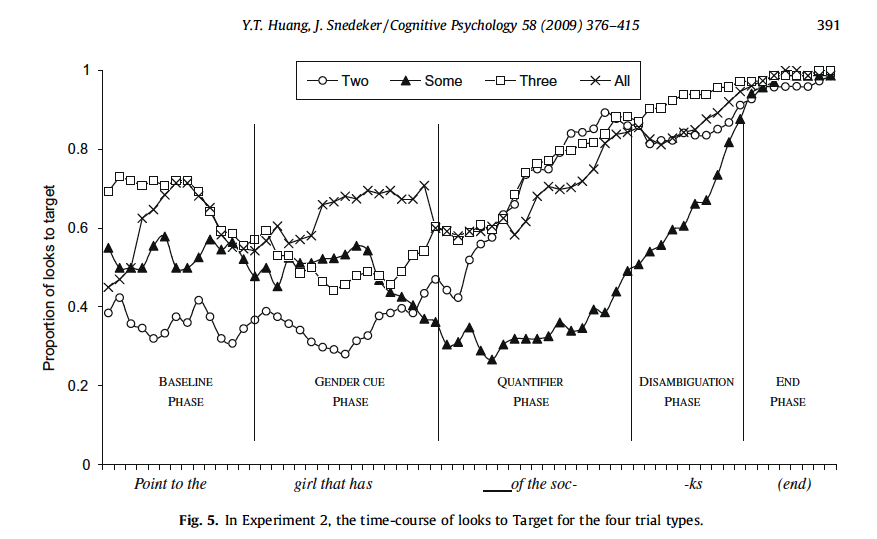 Y.T. Huang, J. Snedeker / Cognitive Psychology 58 (2009) 376–415
391
Two
Some
Three
All
Proportion of looks to target
1
0.8
0.6
0.4
0.2
0
BASELINE
PHASE
GENDER CUE
PHASE
QUANTIFIER
PHASE
DISAMBIGUATION
PHASE
END
PHASE
Point to the
girl that has
___of the soc-
-ks
(end)
Fig. 5. In Experiment 2, the time-course of looks to Target for the four trial types.